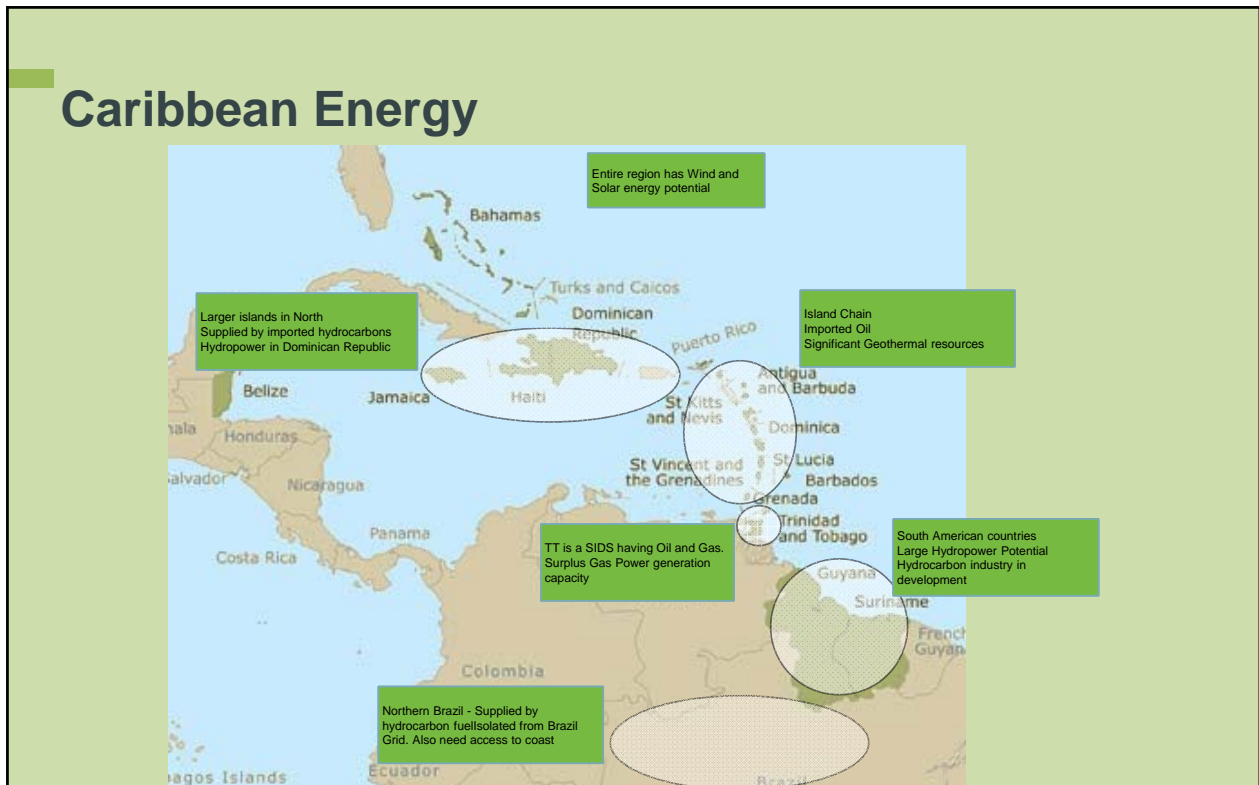 Caribbean Energy
Entire region has Wind and
Solar energy potential
Bahamas
Turks and Caicos
Larger islands in North
Supplied by imported hydrocarbons
Hydropower in Dominican Republic
Dominican
Republic
Island Chain
Imported Oil
Significant Geothermal resources
Puerto Rico
Antigua
and Barbuda
Belize
Jamaica
Haiti
St Kitts
and Nevis
Dominica
Honduras
St Vincent and
the Grenadines
St Lucia
Barbados
Salvador
Nicaragua
Grenada
Trinidad
and Tobago
Panama
Costa Rica
TT is a SIDS having Oil and Gas.
Surplus Gas Power generation
capacity
South American countries
Large Hydropower Potential
Hydrocarbon industry in
development
Guyana
Suriname
French
Guyan
Colombia
Northern Brazil - Supplied by
hydrocarbon fuelIsolated from Brazil
Grid. Also need access to coast
Ecuador
Brazil
pagos Islands